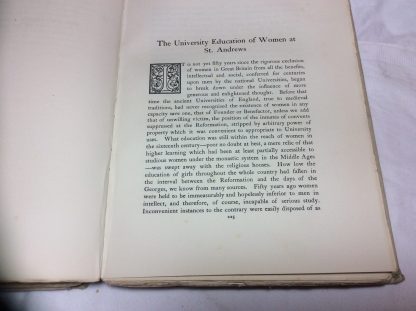 The University Education of Women at
St. Andrews
IT is not yet fifty years since the rigorous exclusion
of women in Great Britain from all the benefits,
intellectual and social, conferred for centuries
upon men by the national Universities, began
to break down under the influence of more
generous and enlightened thought. Before that
time the ancient Universities of England, true to medieval
traditions, had never recognised the existence of women in any
capacity save one, that of Founder or Benefactor, unless we add
that of unwilling victim, the position of the inmates of convents
suppressed at the Reformation, stripped by arbitrary power of
property which it was convenient to appropriate to University
uses. What education was still within the reach of women in
the sixteenth century—poor no doubt at best, a mere relic of that
higher learning which had been at least partially accessible to
studious women under the monastic system in the Middle Ages
—was swept away with the religious houses. How low the
education of girls throughout the whole country had fallen in
the interval between the Reformation and the days of the
Georges, we know from many sources. Fifty years ago women
were held to be immeasurably and hopelessly inferior to men in
intellect, and therefore, of course, incapable of serious study.
Inconvenient instances to the contrary were easily disposed of as